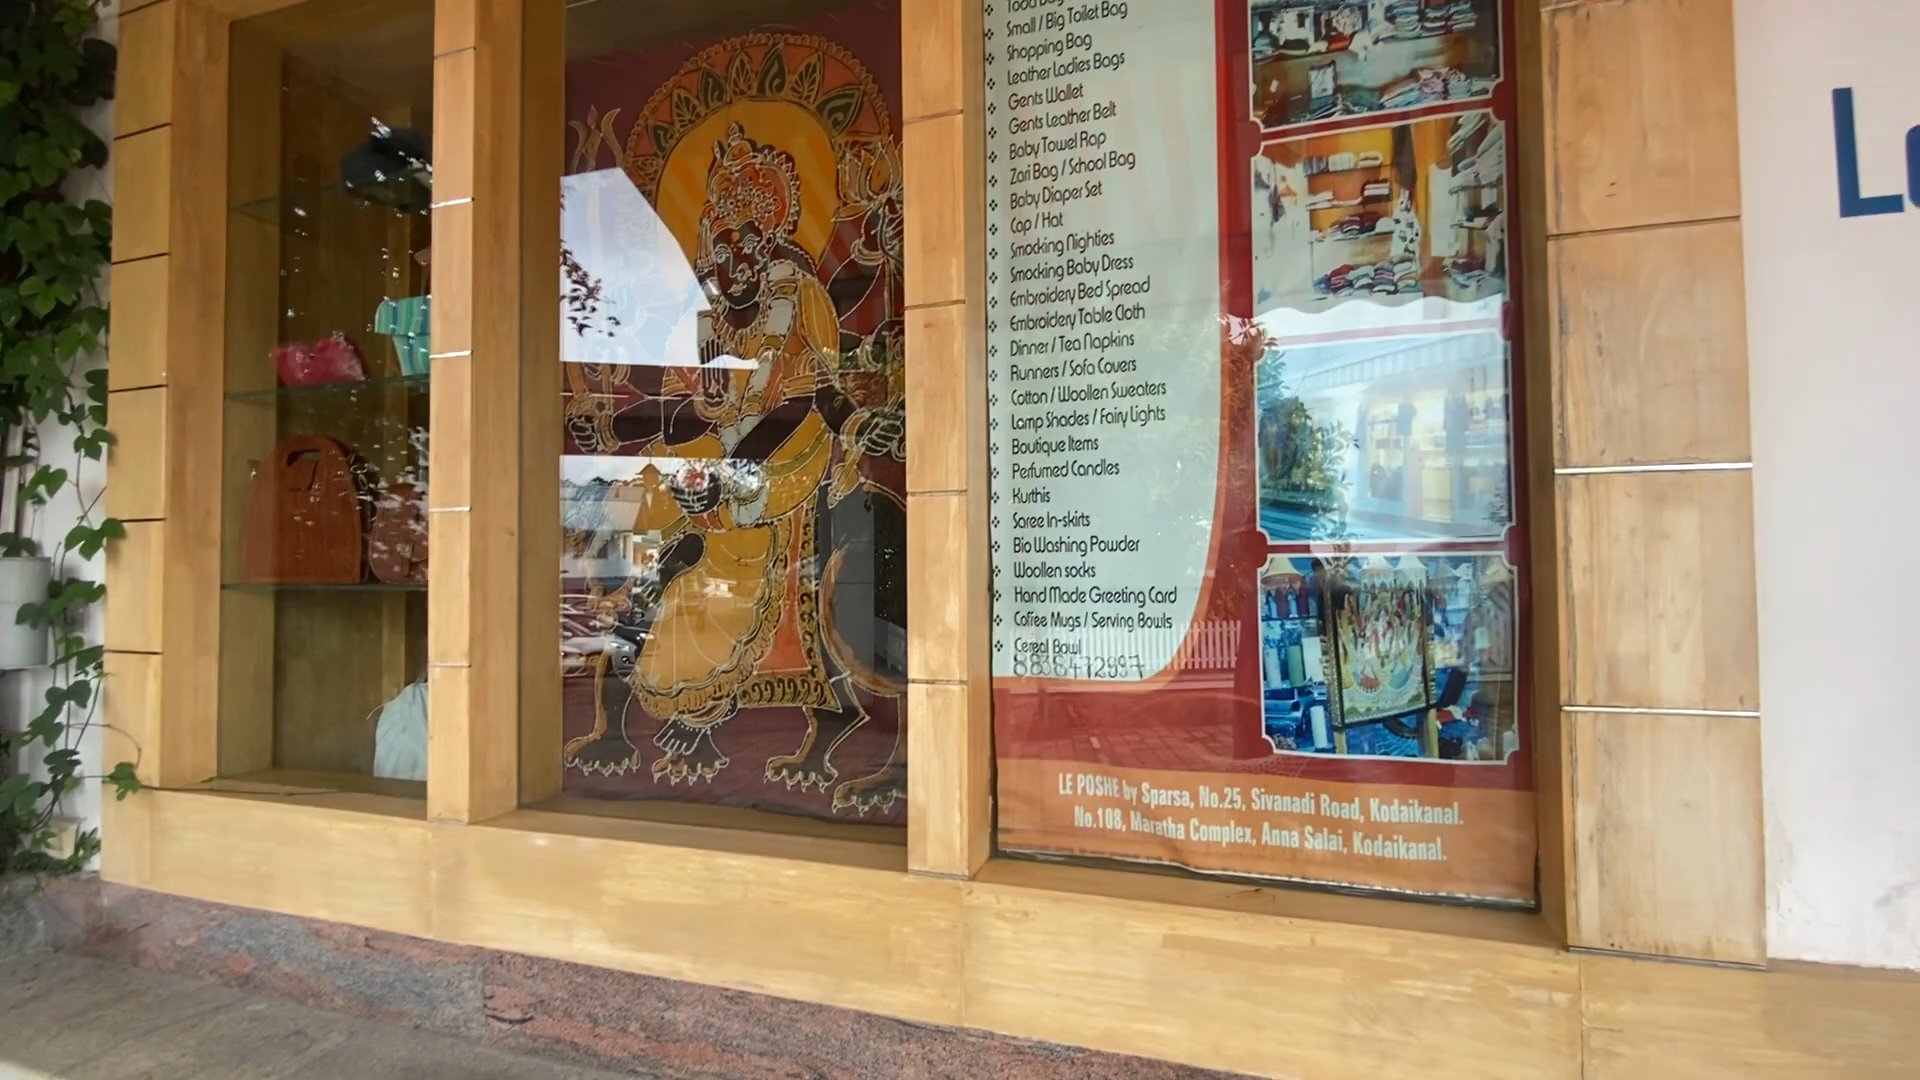 Small / Big Toilet Bag
Shopping Bag
Leather Ladies Bags
Gents Wallet
Gents Leather Belt
Baby Towel Rap
Zari Bag / School Bag
Baby Diaper Set
Cap / Hat
Smocking Nighties
Smocking Baby Dress
Embroidery Bed Spread
Embroidery Table Cloth
Dinner / Tea Napkins
Runners / Sofa Covers
Cotton / Woollen Sweaters
Lamp Shades / Fairy Lights
Boutique Items
Perfumed Candles
Kurthis
Saree In-skirts
Bio Washing Powder
Woollen socks
Hand Made Greeting Card
Coffee Mugs / Serving Bowls
Cereal Bowl
8838472997
LE POSHE by Sparsa, No.25, Sivanadi Road, Kodaikanal.
No.108, Maratha Complex, Anna Salai, Kodaikanal.